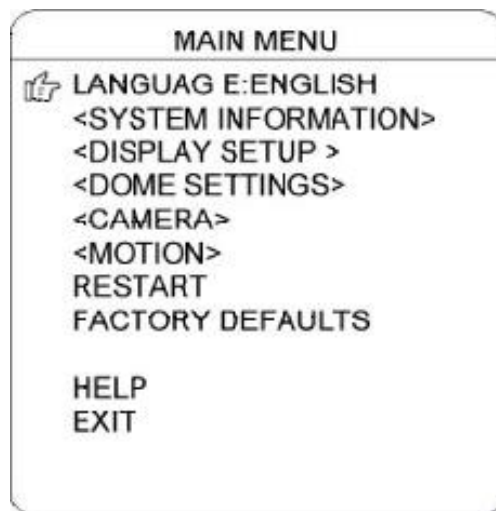 MAIN MENU
LANGUAG E:ENGLISH
<SYSTEM INFORMATION>
<DISPLAY SETUP >
<DOME SETTINGS>
<CAMERA>
<MOTION>
RESTART
FACTORY DEFAULTS
HELP
EXIT